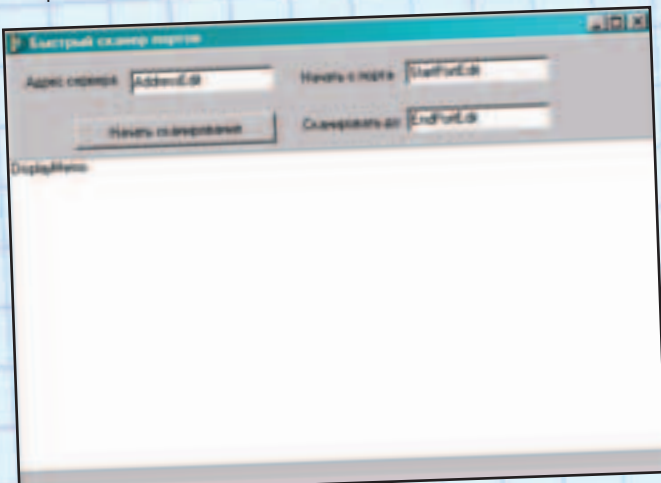 Быстрый сканер портов
Адрес сервера AddressEdit Начать с порта StartPortEdit
Начать сканирование Сканировать до EndPortEdit
DisplayMemo